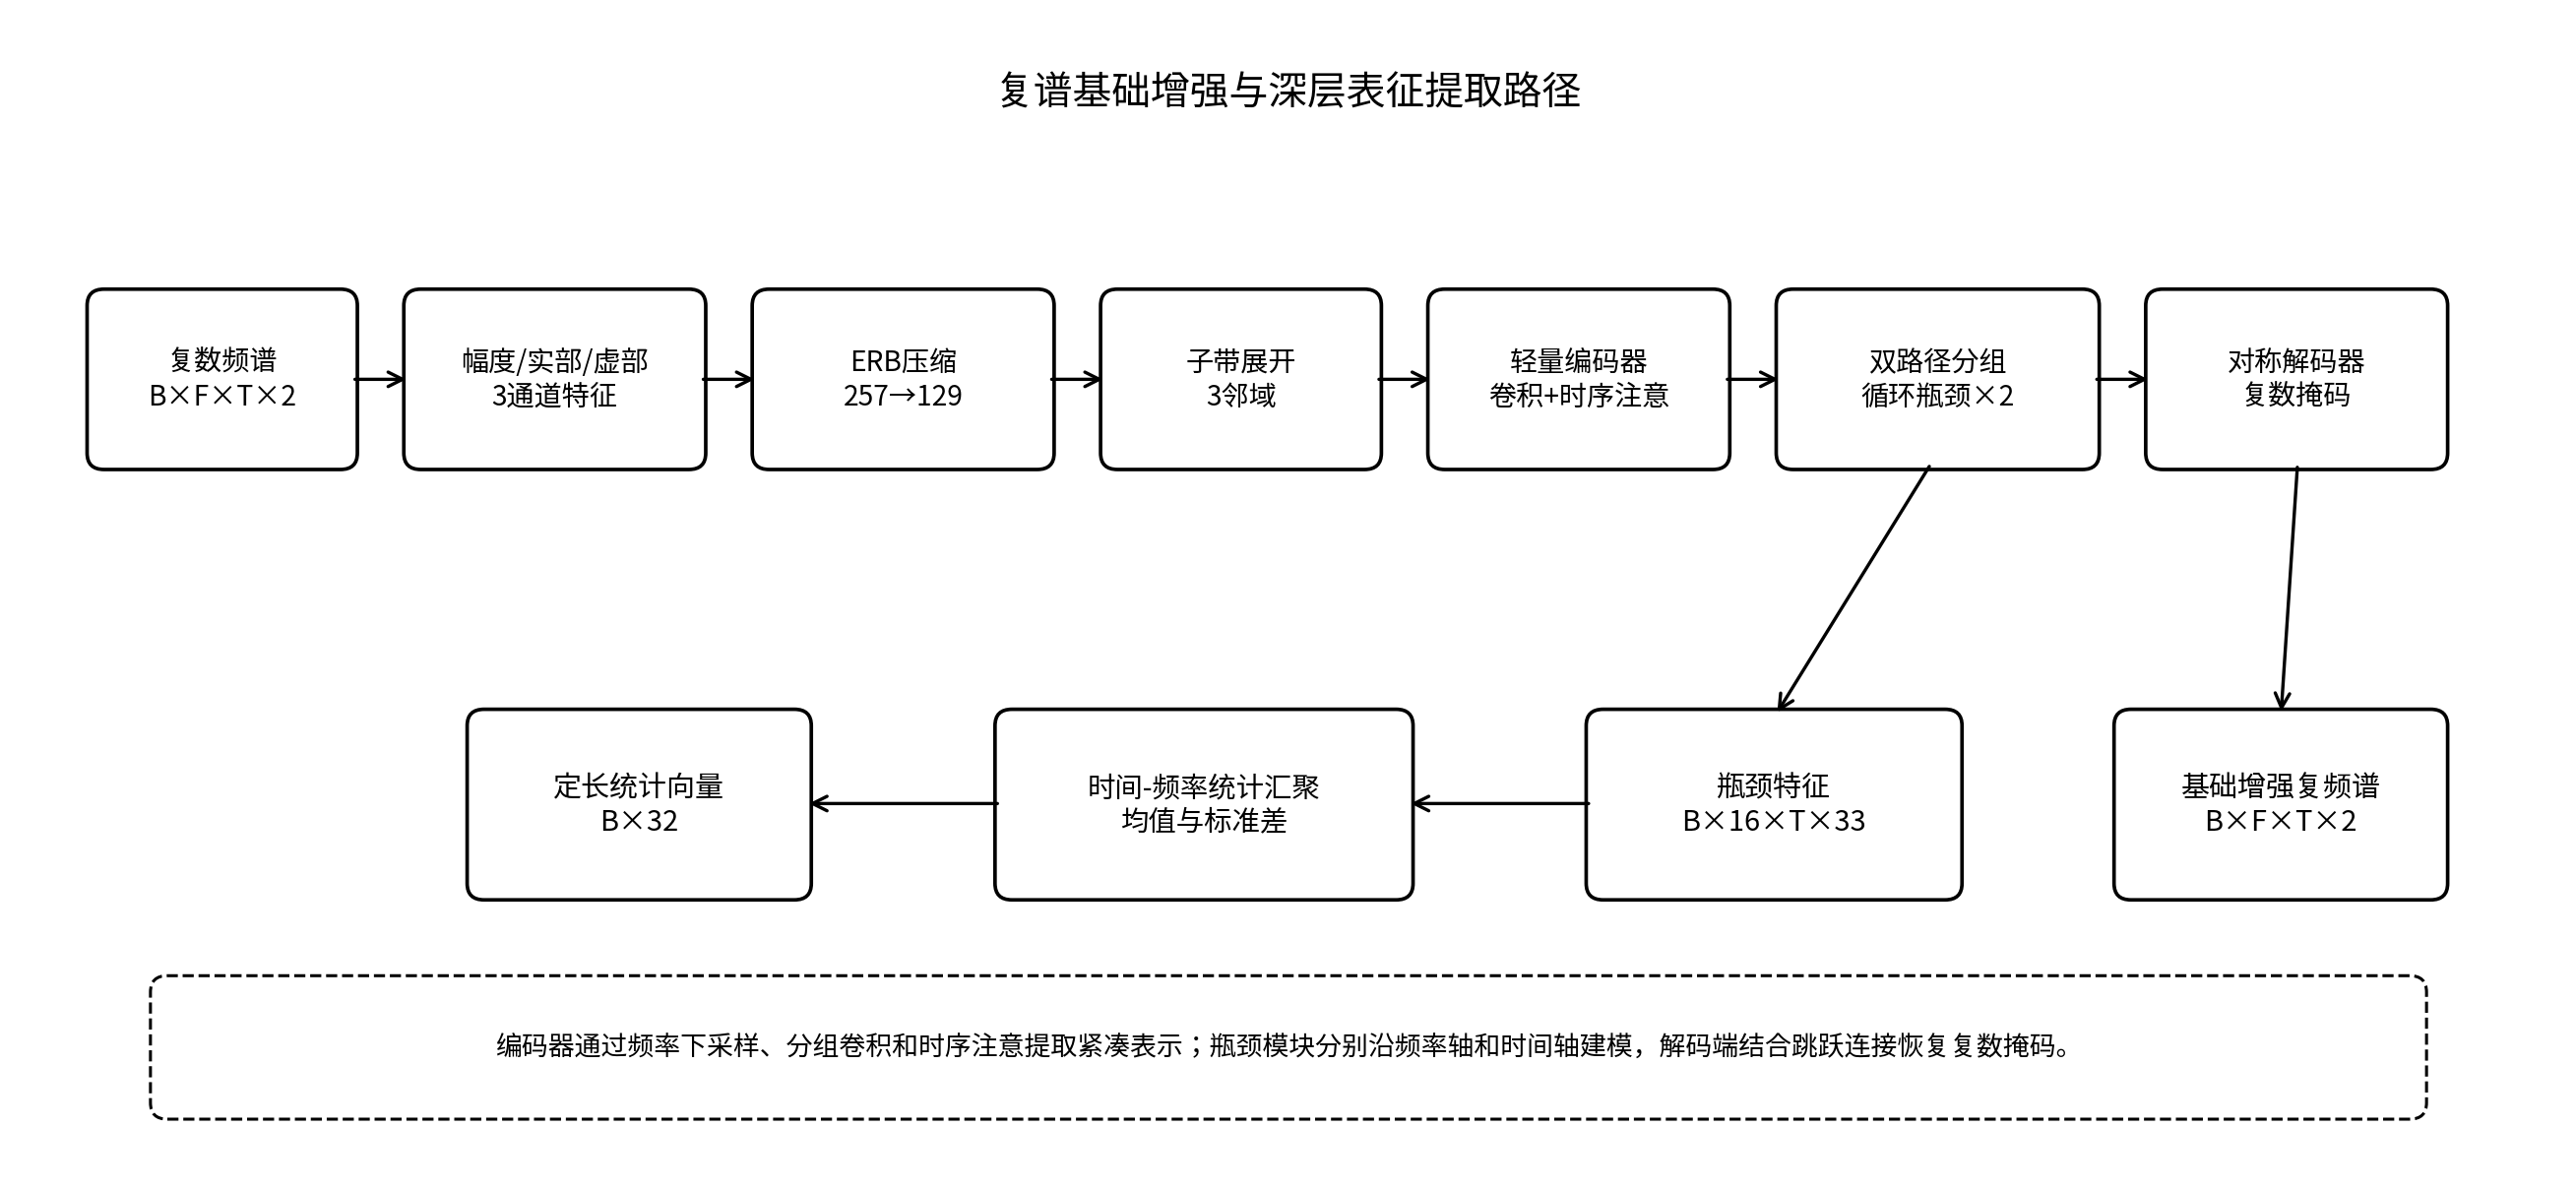 复谱基础增强与深层表征提取路径
复数频谱
B×F×T×2
幅度/实部/虚部
3通道特征
ERB压缩
257→129
子带展开
3邻域
轻量编码器
卷积+时序注意
双路径分组
循环瓶颈×2
对称解码器
复数掩码
定长统计向量
B×32
时间-频率统计汇聚
均值与标准差
瓶颈特征
B×16×T×33
基础增强复频谱
B×F×T×2
编码器通过频率下采样、分组卷积和时序注意提取紧凑表示；瓶颈模块分别沿频率轴和时间轴建模，解码端结合跳跃连接恢复复数掩码。